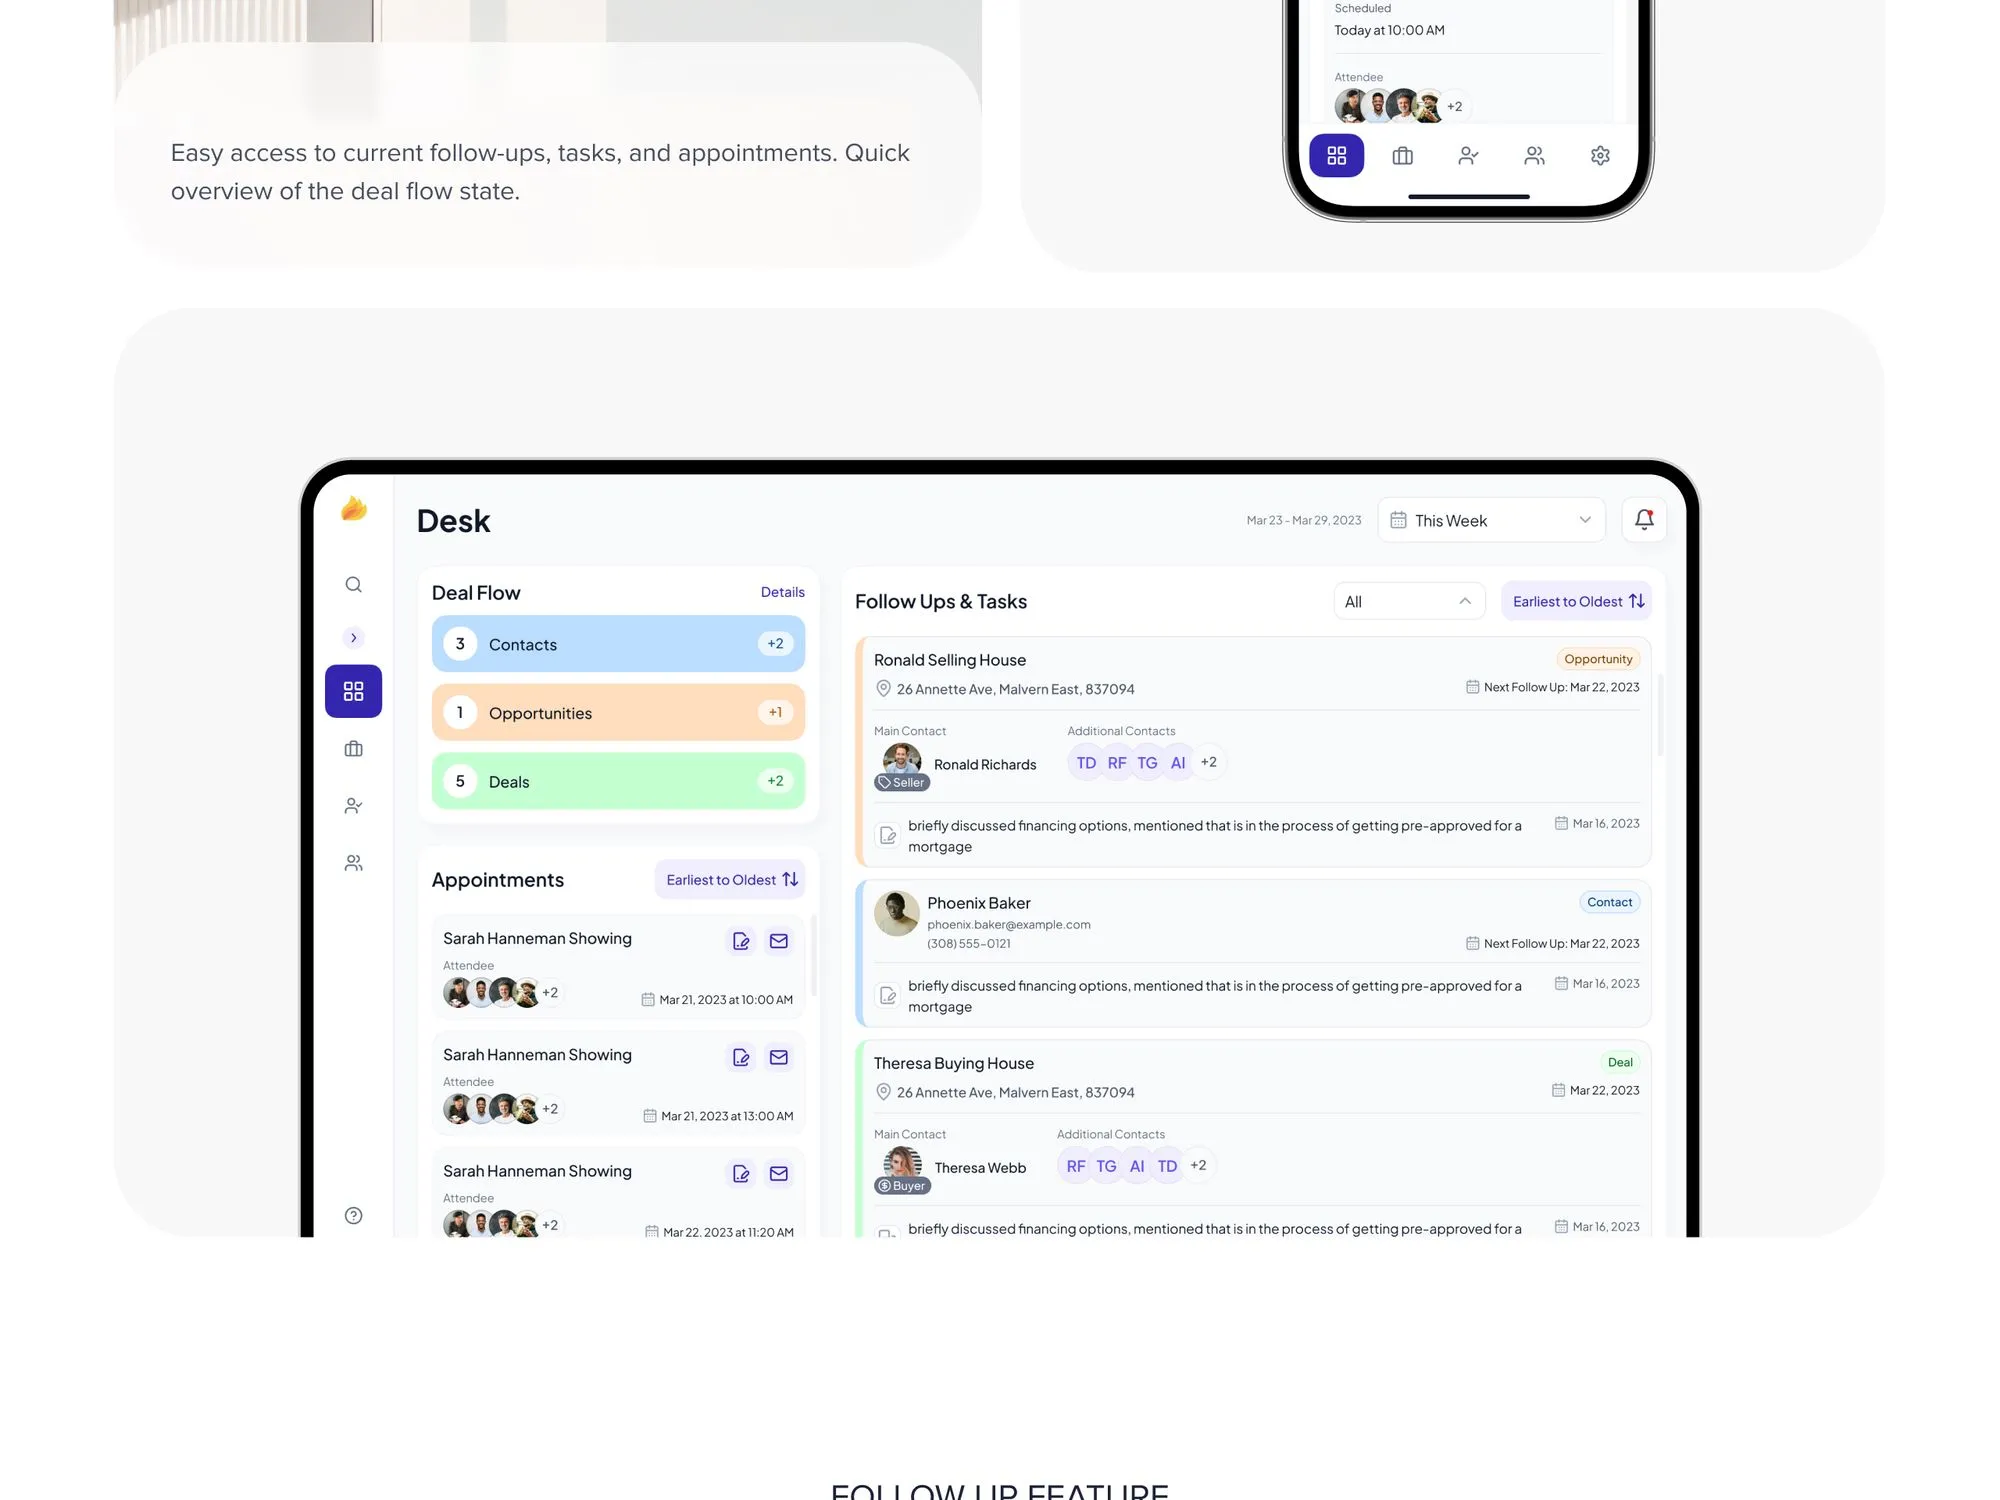 Easy access to current follow-ups, tasks, and appointments. Quick
overview of the deal flow state.
Scheduled
Today at 10:00 AM
Attendee
+2
Desk
Mar 23 - Mar 29, 2023
This Week
Deal Flow
Details
3 Contacts +2
1 Opportunities +1
5 Deals +2
Appointments
Earliest to Oldest
Sarah Hanneman Showing
Attendee
+2
Mar 21, 2023 at 10:00 AM
Sarah Hanneman Showing
Attendee
+2
Mar 21, 2023 at 13:00 AM
Sarah Hanneman Showing
Attendee
+2
Mar 22, 2023 at 11:20 AM
Follow Ups & Tasks
All
Earliest to Oldest
Ronald Selling House
Opportunity
26 Annette Ave, Malvern East, 837094
Next Follow Up: Mar 22, 2023
Main Contact
Additional Contacts
Ronald Richards
Seller
TD RF TG AI +2
briefly discussed financing options, mentioned that is in the process of getting pre-approved for a
mortgage
Mar 16, 2023
Phoenix Baker
Contact
phoenix.baker@example.com
(308) 555-0121
Next Follow Up: Mar 22, 2023
briefly discussed financing options, mentioned that is in the process of getting pre-approved for a
mortgage
Mar 16, 2023
Theresa Buying House
Deal
26 Annette Ave, Malvern East, 837094
Mar 22, 2023
Main Contact
Additional Contacts
Theresa Webb
Buyer
RF TG AI TD +2
briefly discussed financing options, mentioned that is in the process of getting pre-approved for a
Mar 16, 2023
FOLLOW UP FEATURE